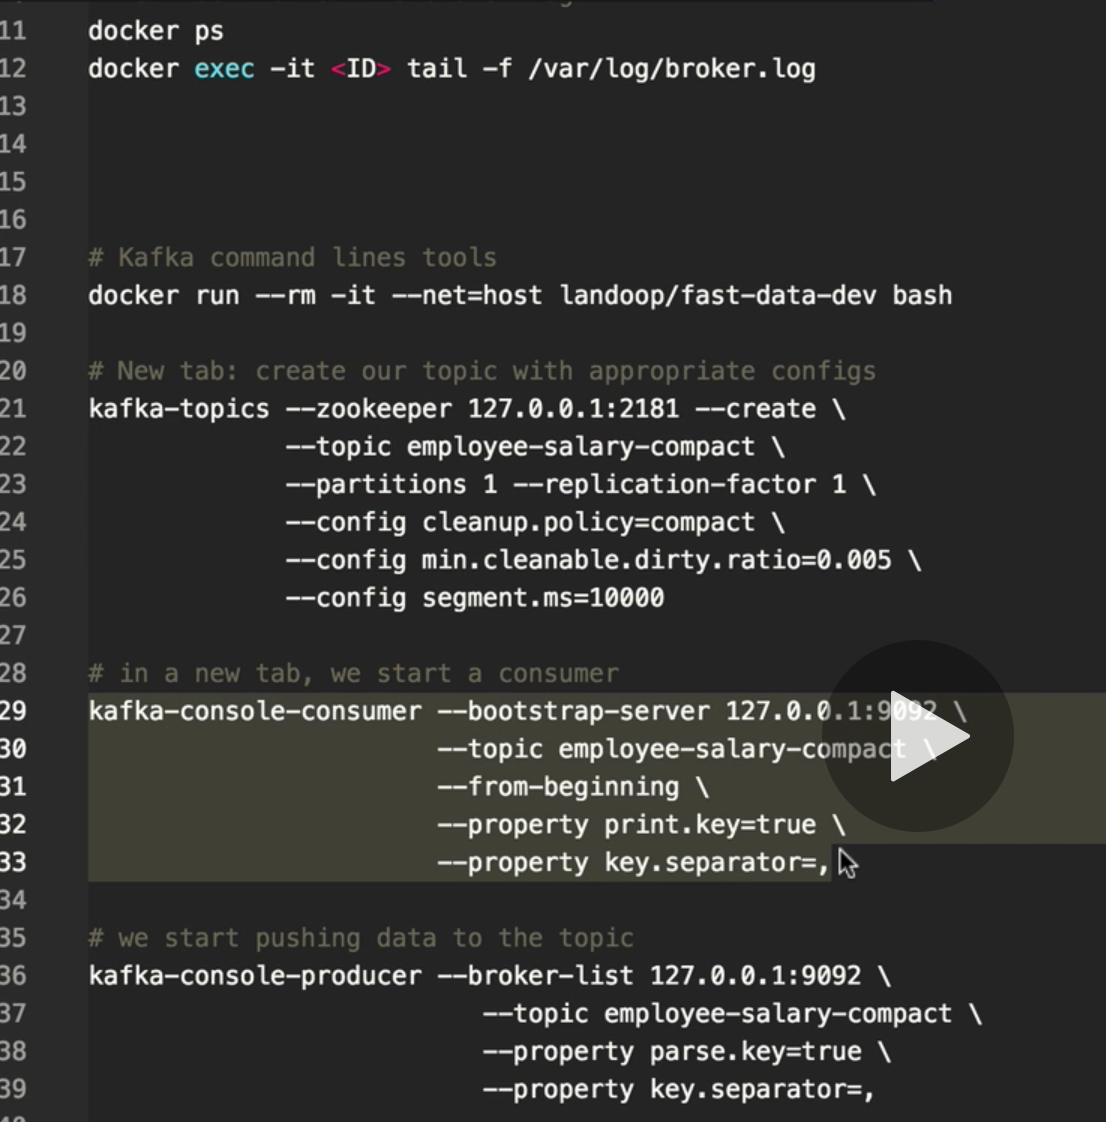 11 docker ps
12 docker exec -it <ID> tail -f /var/log/broker.log
13
14
15
16
17 # Kafka command lines tools
18 docker run --rm -it --net=host landoop/fast-data-dev bash
19
20 # New tab: create our topic with appropriate configs
21 kafka-topics --zookeeper 127.0.0.1:2181 --create \
22 --topic employee-salary-compact \
23 --partitions 1 --replication-factor 1 \
24 --config cleanup.policy=compact \
25 --config min.cleanable.dirty.ratio=0.005 \
26 --config segment.ms=10000
27
28 # in a new tab, we start a consumer
29 kafka-console-consumer --bootstrap-server 127.0.0.1:9092 \
30 --topic employee-salary-compact \
31 --from-beginning \
32 --property print.key=true \
33 --property key.separator=,
34
35 # we start pushing data to the topic
36 kafka-console-producer --broker-list 127.0.0.1:9092 \
37 --topic employee-salary-compact \
38 --property parse.key=true \
39 --property key.separator=,